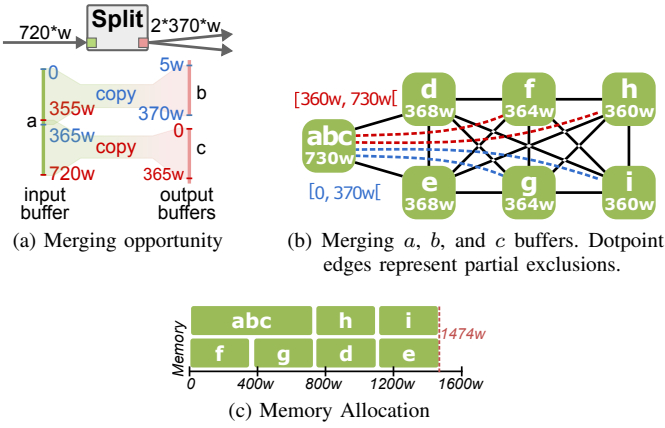 Split
720*w
2*370*w
0
5w
copy
b
355w
370w
a
365w
0
copy
c
720w
365w
input
buffer
output
buffers
(a) Merging opportunity
d
368w
f
364w
h
360w
[360w, 730w[
abc
730w
[0, 370w[
e
368w
g
364w
i
360w
(b) Merging a, b, and c buffers. Dotpoint
edges represent partial exclusions.
Memory
abc
h
i
1474w
f
g
d
e
0
400w
800w
1200w
1600w
(c) Memory Allocation